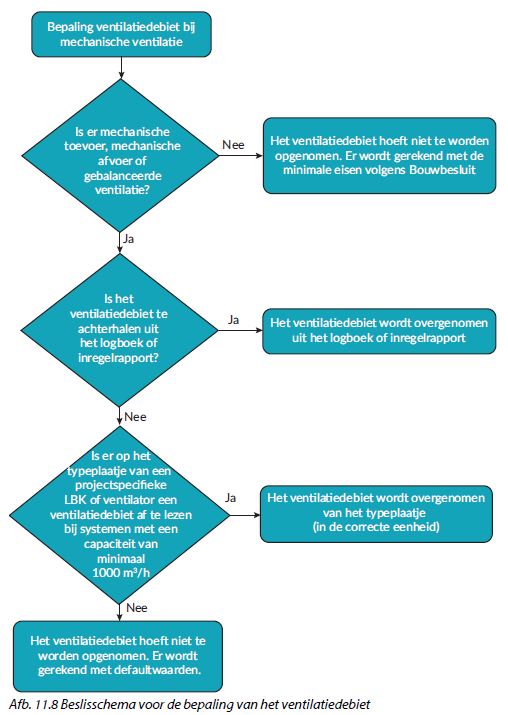 Bepaling ventilatiedebiet bij
mechanische ventilatie
Is er mechanische
toevoer, mechanische
afvoer of
gebalanceerde
ventilatie?
Nee
Het ventilatiedebiet hoeft niet te worden
opgenomen. Er wordt gerekend met de
minimale eisen volgens Bouwbesluit
Ja
Is het
ventilatiedebiet te
achterhalen uit
het logboek of
inregelrapport?
Ja
Het ventilatiedebiet wordt overgenomen
uit het logboek of inregelrapport
Nee
Is er op het
typeplaatje van een
projectspecifieke
LBK of ventilator een
ventilatiedebiet af te lezen
bij systemen met een
capaciteit van
minimaal
1000 m³/h
Ja
Het ventilatiedebiet wordt overgenomen
van het typeplaatje
(in de correcte eenheid)
Nee
Het ventilatiedebiet hoeft niet te
worden opgenomen. Er wordt
gerekend met defaultwaarden.
Afb. 11.8 Beslisschema voor de bepaling van het ventilatiedebiet